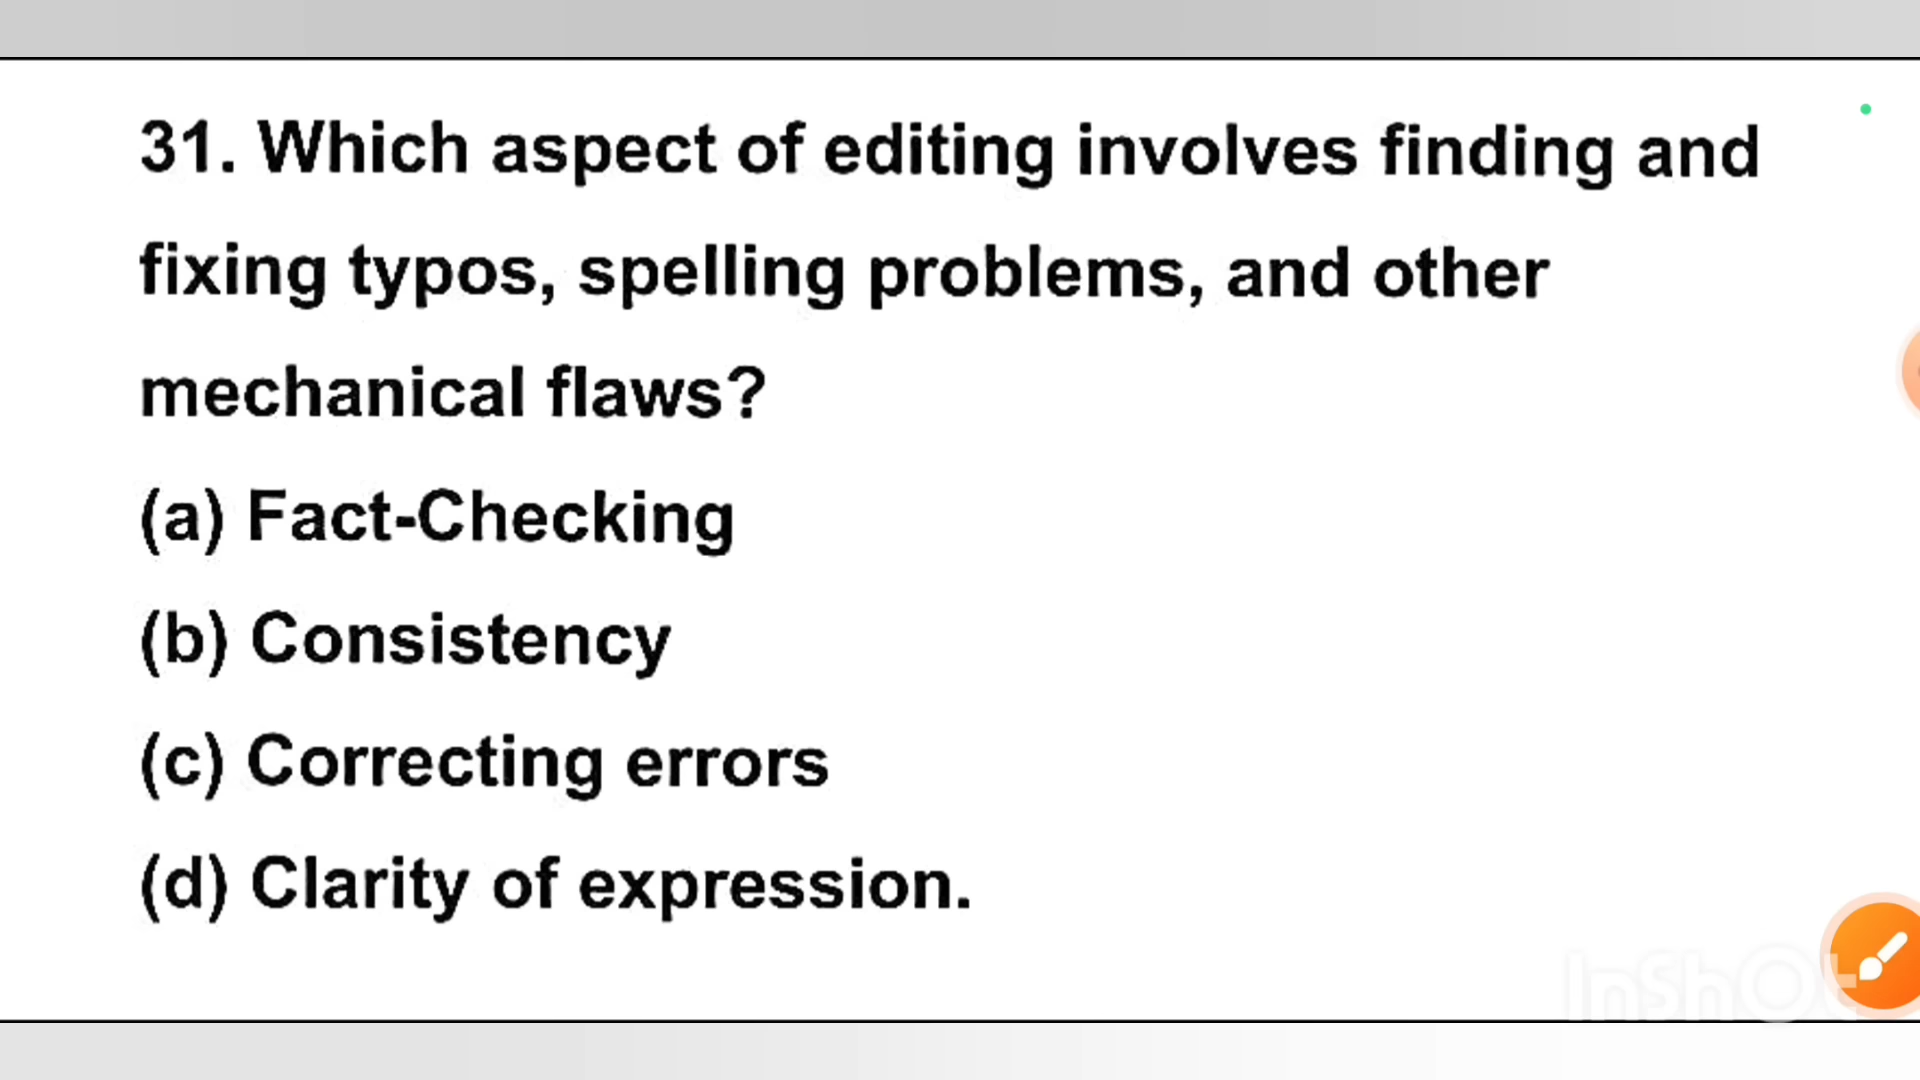 31. Which aspect of editing involves finding and
fixing typos, spelling problems, and other
mechanical flaws?
(a) Fact-Checking
(b) Consistency
(c) Correcting errors
(d) Clarity of expression.
InShOt